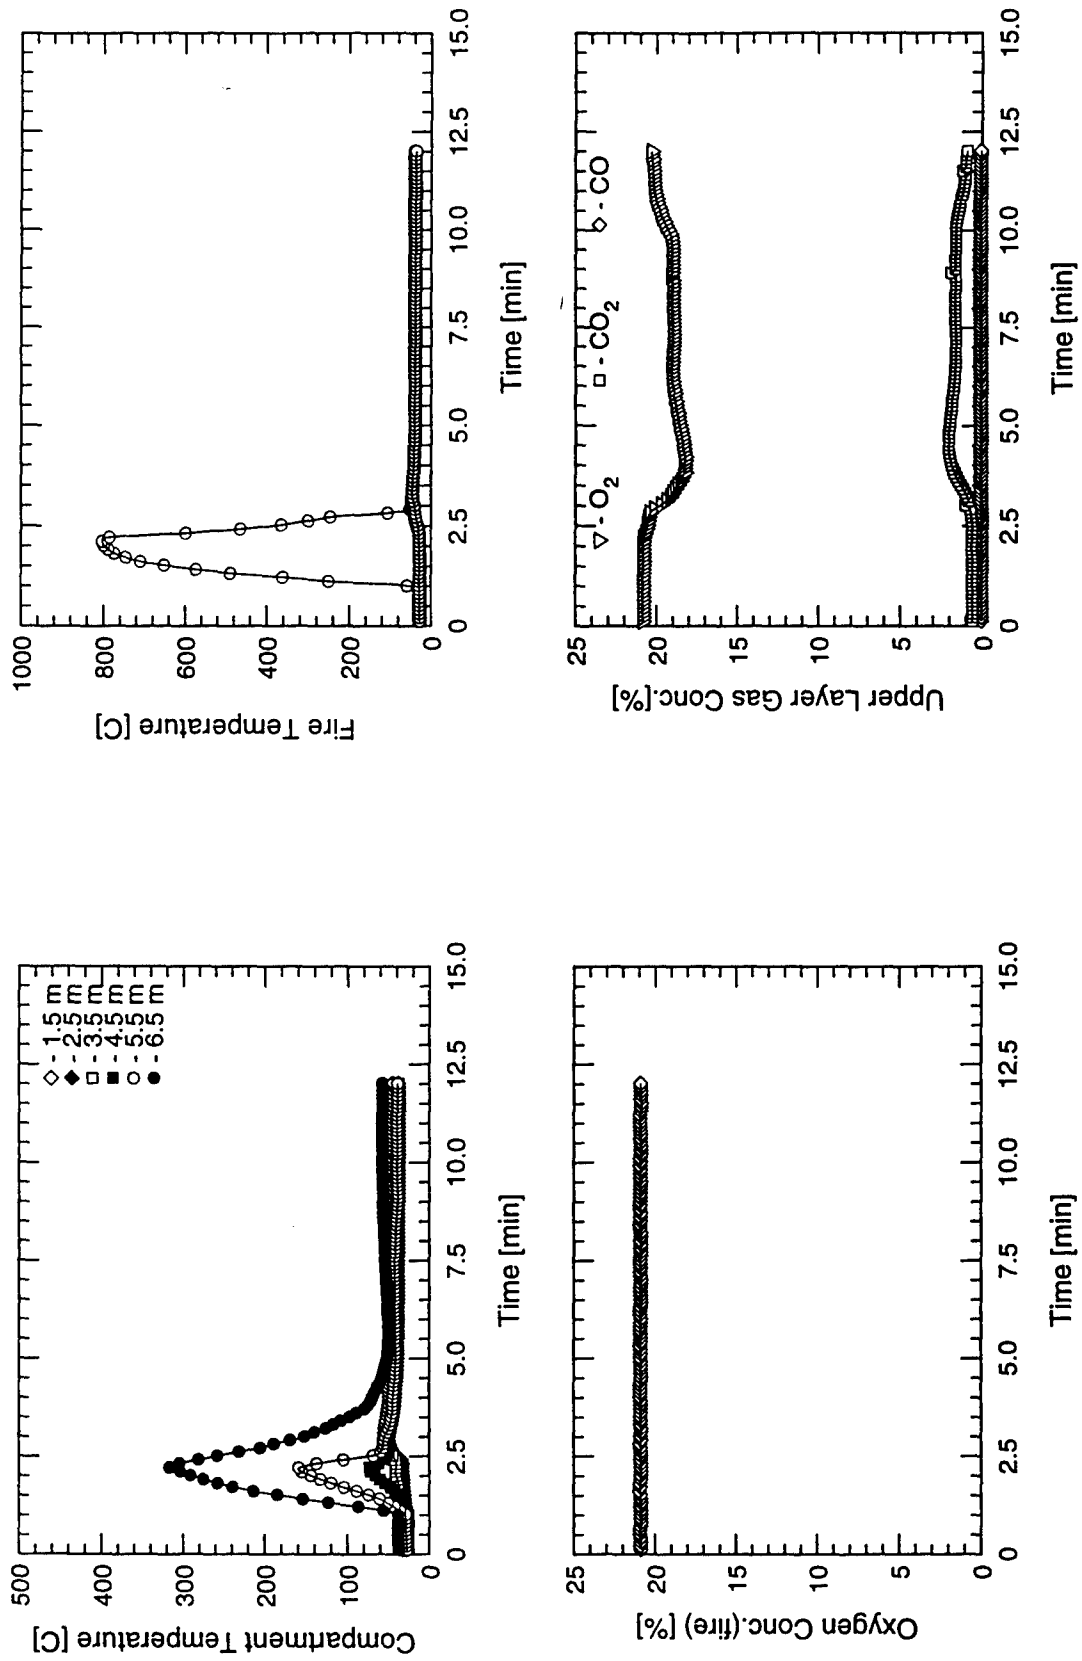 Compartment Temperature [C]
500
400
300
200
100
0
◇ - 1.5 m
◆ - 2.5 m
□ - 3.5 m
■ - 4.5 m
○ - 5.5 m
● - 6.5 m
0 2.5 5.0 7.5 10.0 12.5 15.0
Time [min]
Fire Temperature [C]
1000
800
600
400
200
0
0 2.5 5.0 7.5 10.0 12.5 15.0
Time [min]
Oxygen Conc.(fire) [%]
25
20
15
10
5
0
0 2.5 5.0 7.5 10.0 12.5 15.0
Time [min]
Upper Layer Gas Conc.[%]
25
20
15
10
5
0
▽ - O₂ □ - CO₂ ◇ - CO
0 2.5 5.0 7.5 10.0 12.5 15.0
Time [min]